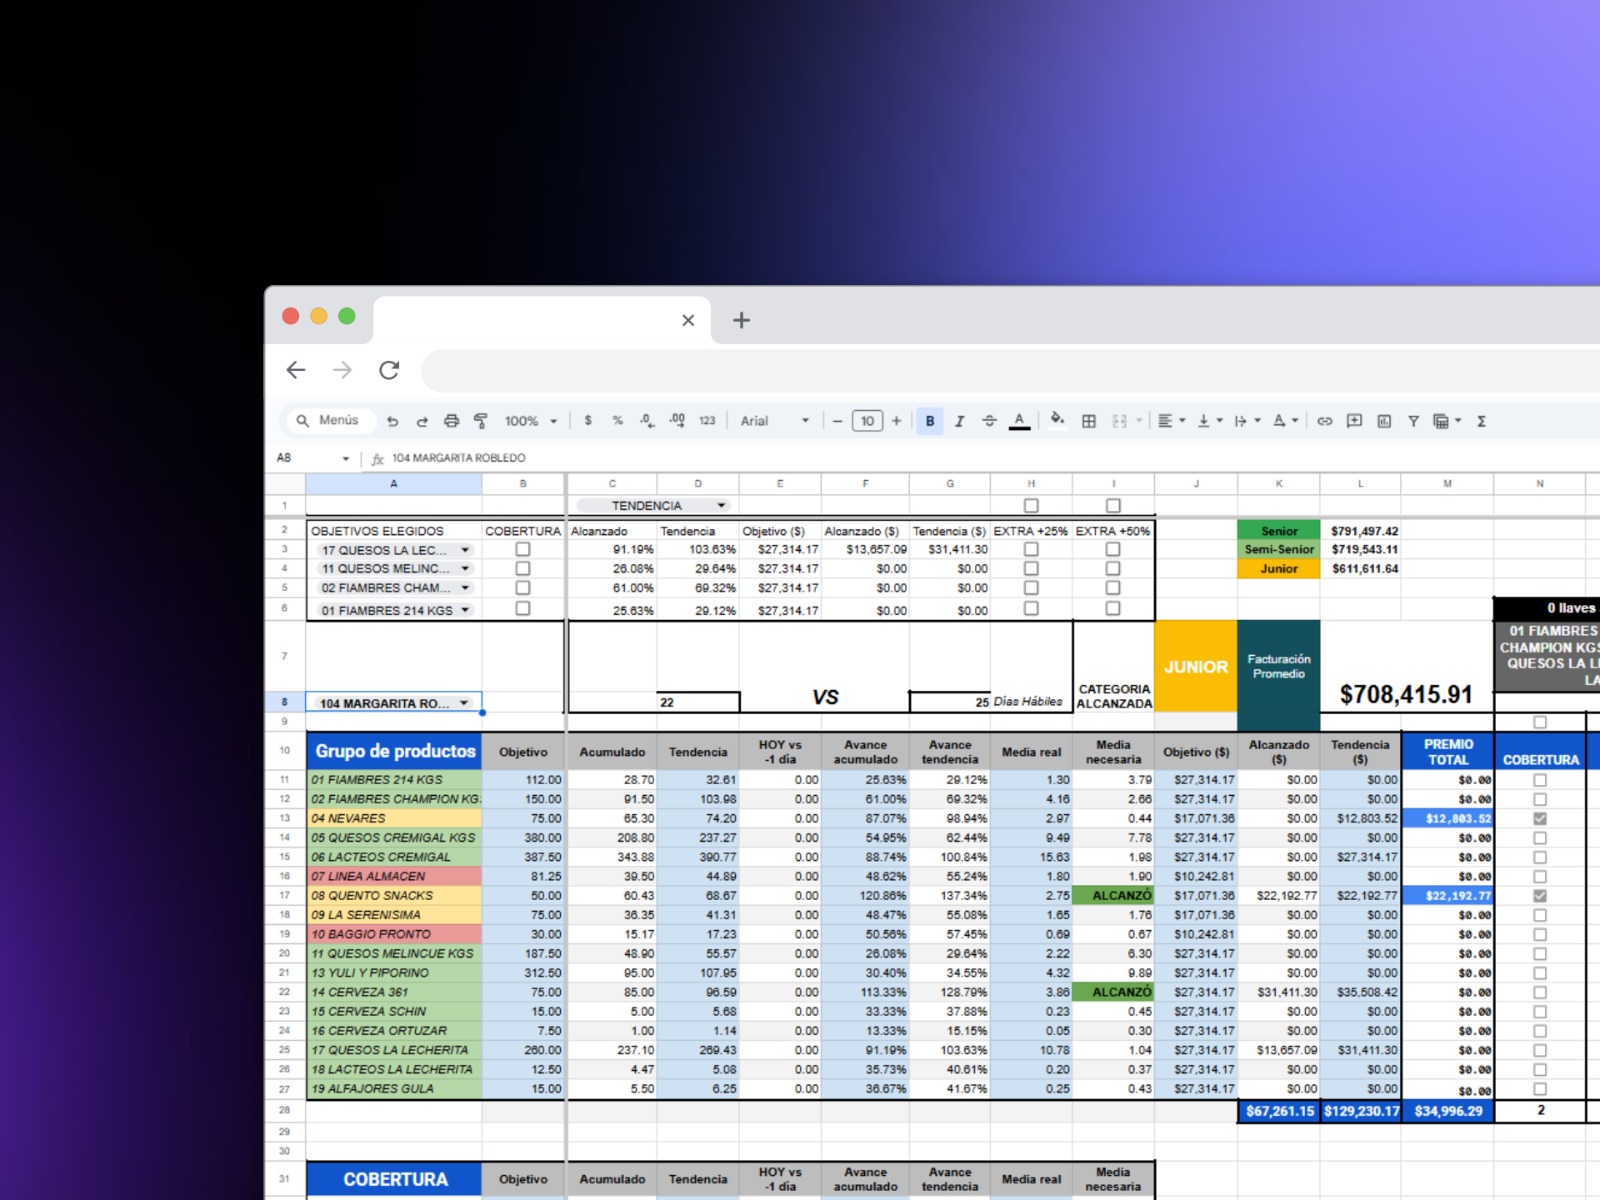 Menús 100% $ % .0 .00 123 Arial 10 B I A Σ
A8 fx 104 MARGARITA ROBLEDO
A B C D E F G H I J K L M N
1 TENDENCIA
2 OBJETIVOS ELEGIDOS COBERTURA Alcanzado Tendencia Objetivo ($) Alcanzado ($) Tendencia ($) EXTRA +25% EXTRA +50% Senior $791,497.42
3 17 QUESOS LA LEC... 91.19% 103.63% $27,314.17 $13,657.09 $31,411.30 Semi-Senior $719,543.11
4 11 QUESOS MELINC... 26.08% 29.64% $27,314.17 $0.00 $0.00 Junior $611,611.64
5 02 FIAMBRES CHAM... 61.00% 69.32% $27,314.17 $0.00 $0.00
6 01 FIAMBRES 214 KGS 25.63% 29.12% $27,314.17 $0.00 $0.00
0 llaves
01 FIAMBRES
CHAMPION KGS
QUESOS LA L
LA
7 JUNIOR Facturación
Promedio
8 104 MARGARITA RO... 22 VS 25 Días Hábiles CATEGORIA
ALCANZADA $708,415.91
9
10 Grupo de productos Objetivo Acumulado Tendencia HOY vs
-1 día Avance
acumulado Avance
tendencia Media real Media
necesaria Objetivo ($) Alcanzado
($) Tendencia
($) PREMIO
TOTAL COBERTURA
11 01 FIAMBRES 214 KGS 112.00 28.70 32.61 0.00 25.63% 29.12% 1.30 3.79 $27,314.17 $0.00 $0.00 $0.00
12 02 FIAMBRES CHAMPION KG 150.00 91.50 103.98 0.00 61.00% 69.32% 4.16 2.66 $27,314.17 $0.00 $0.00 $0.00
13 04 NEVARES 75.00 65.30 74.20 0.00 87.07% 98.94% 2.97 0.44 $17,071.36 $0.00 $12,803.52 $12,803.52
14 05 QUESOS CREMIGAL KGS 380.00 208.80 237.27 0.00 54.95% 62.44% 9.49 7.78 $27,314.17 $0.00 $0.00 $0.00
15 06 LACTEOS CREMIGAL 387.50 343.88 390.77 0.00 88.74% 100.84% 15.63 1.98 $27,314.17 $0.00 $27,314.17 $0.00
16 07 LINEA ALMACEN 81.25 39.50 44.89 0.00 48.62% 55.24% 1.80 1.90 $10,242.81 $0.00 $0.00 $0.00
17 08 QUENTO SNACKS 50.00 60.43 68.67 0.00 120.86% 137.34% 2.75 ALCANZÓ $17,071.36 $22,192.77 $22,192.77 $22,192.77
18 09 LA SERENISIMA 75.00 36.35 41.31 0.00 48.47% 55.08% 1.65 1.76 $17,071.36 $0.00 $0.00 $0.00
19 10 BAGGIO PRONTO 30.00 15.17 17.23 0.00 50.56% 57.45% 0.69 0.67 $10,242.81 $0.00 $0.00 $0.00
20 11 QUESOS MELINCUE KGS 187.50 48.90 55.57 0.00 26.08% 29.64% 2.22 6.30 $27,314.17 $0.00 $0.00 $0.00
21 13 YULI Y PIPORINO 312.50 95.00 107.95 0.00 30.40% 34.55% 4.32 9.89 $27,314.17 $0.00 $0.00 $0.00
22 14 CERVEZA 361 75.00 85.00 96.59 0.00 113.33% 128.79% 3.86 ALCANZÓ $27,314.17 $31,411.30 $35,508.42 $0.00
23 15 CERVEZA SCHIN 15.00 5.00 5.68 0.00 33.33% 37.88% 0.23 0.45 $27,314.17 $0.00 $0.00 $0.00
24 16 CERVEZA ORTUZAR 7.50 1.00 1.14 0.00 13.33% 15.15% 0.05 0.30 $27,314.17 $0.00 $0.00 $0.00
25 17 QUESOS LA LECHERITA 260.00 237.10 269.43 0.00 91.19% 103.63% 10.78 1.04 $27,314.17 $13,657.09 $31,411.30 $0.00
26 18 LACTEOS LA LECHERITA 12.50 4.47 5.08 0.00 35.73% 40.61% 0.20 0.37 $27,314.17 $0.00 $0.00 $0.00
27 19 ALFAJORES GULA 15.00 5.50 6.25 0.00 36.67% 41.67% 0.25 0.43 $27,314.17 $0.00 $0.00 $0.00
28 $67,261.15 $129,230.17 $34,996.29 2
29
30
31 COBERTURA Objetivo Acumulado Tendencia HOY vs
-1 día Avance
acumulado Avance
tendencia Media real Media
necesaria